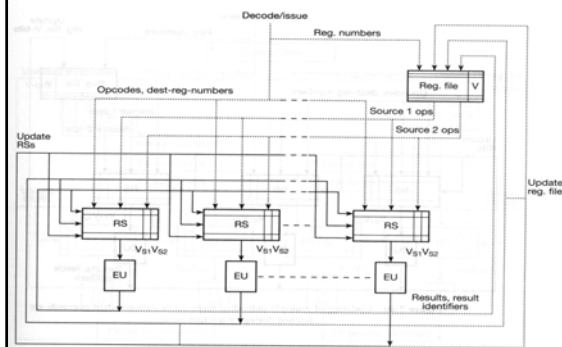 Decode/issue
Reg. numbers
Reg. file V
Opcodes, dest-reg-numbers
Source 1 ops
Source 2 ops
Update
RSs
Update
reg. file
RS RS RS
VS1VS2 VS1VS2 VS1VS2
EU EU EU
Results, result
identifiers